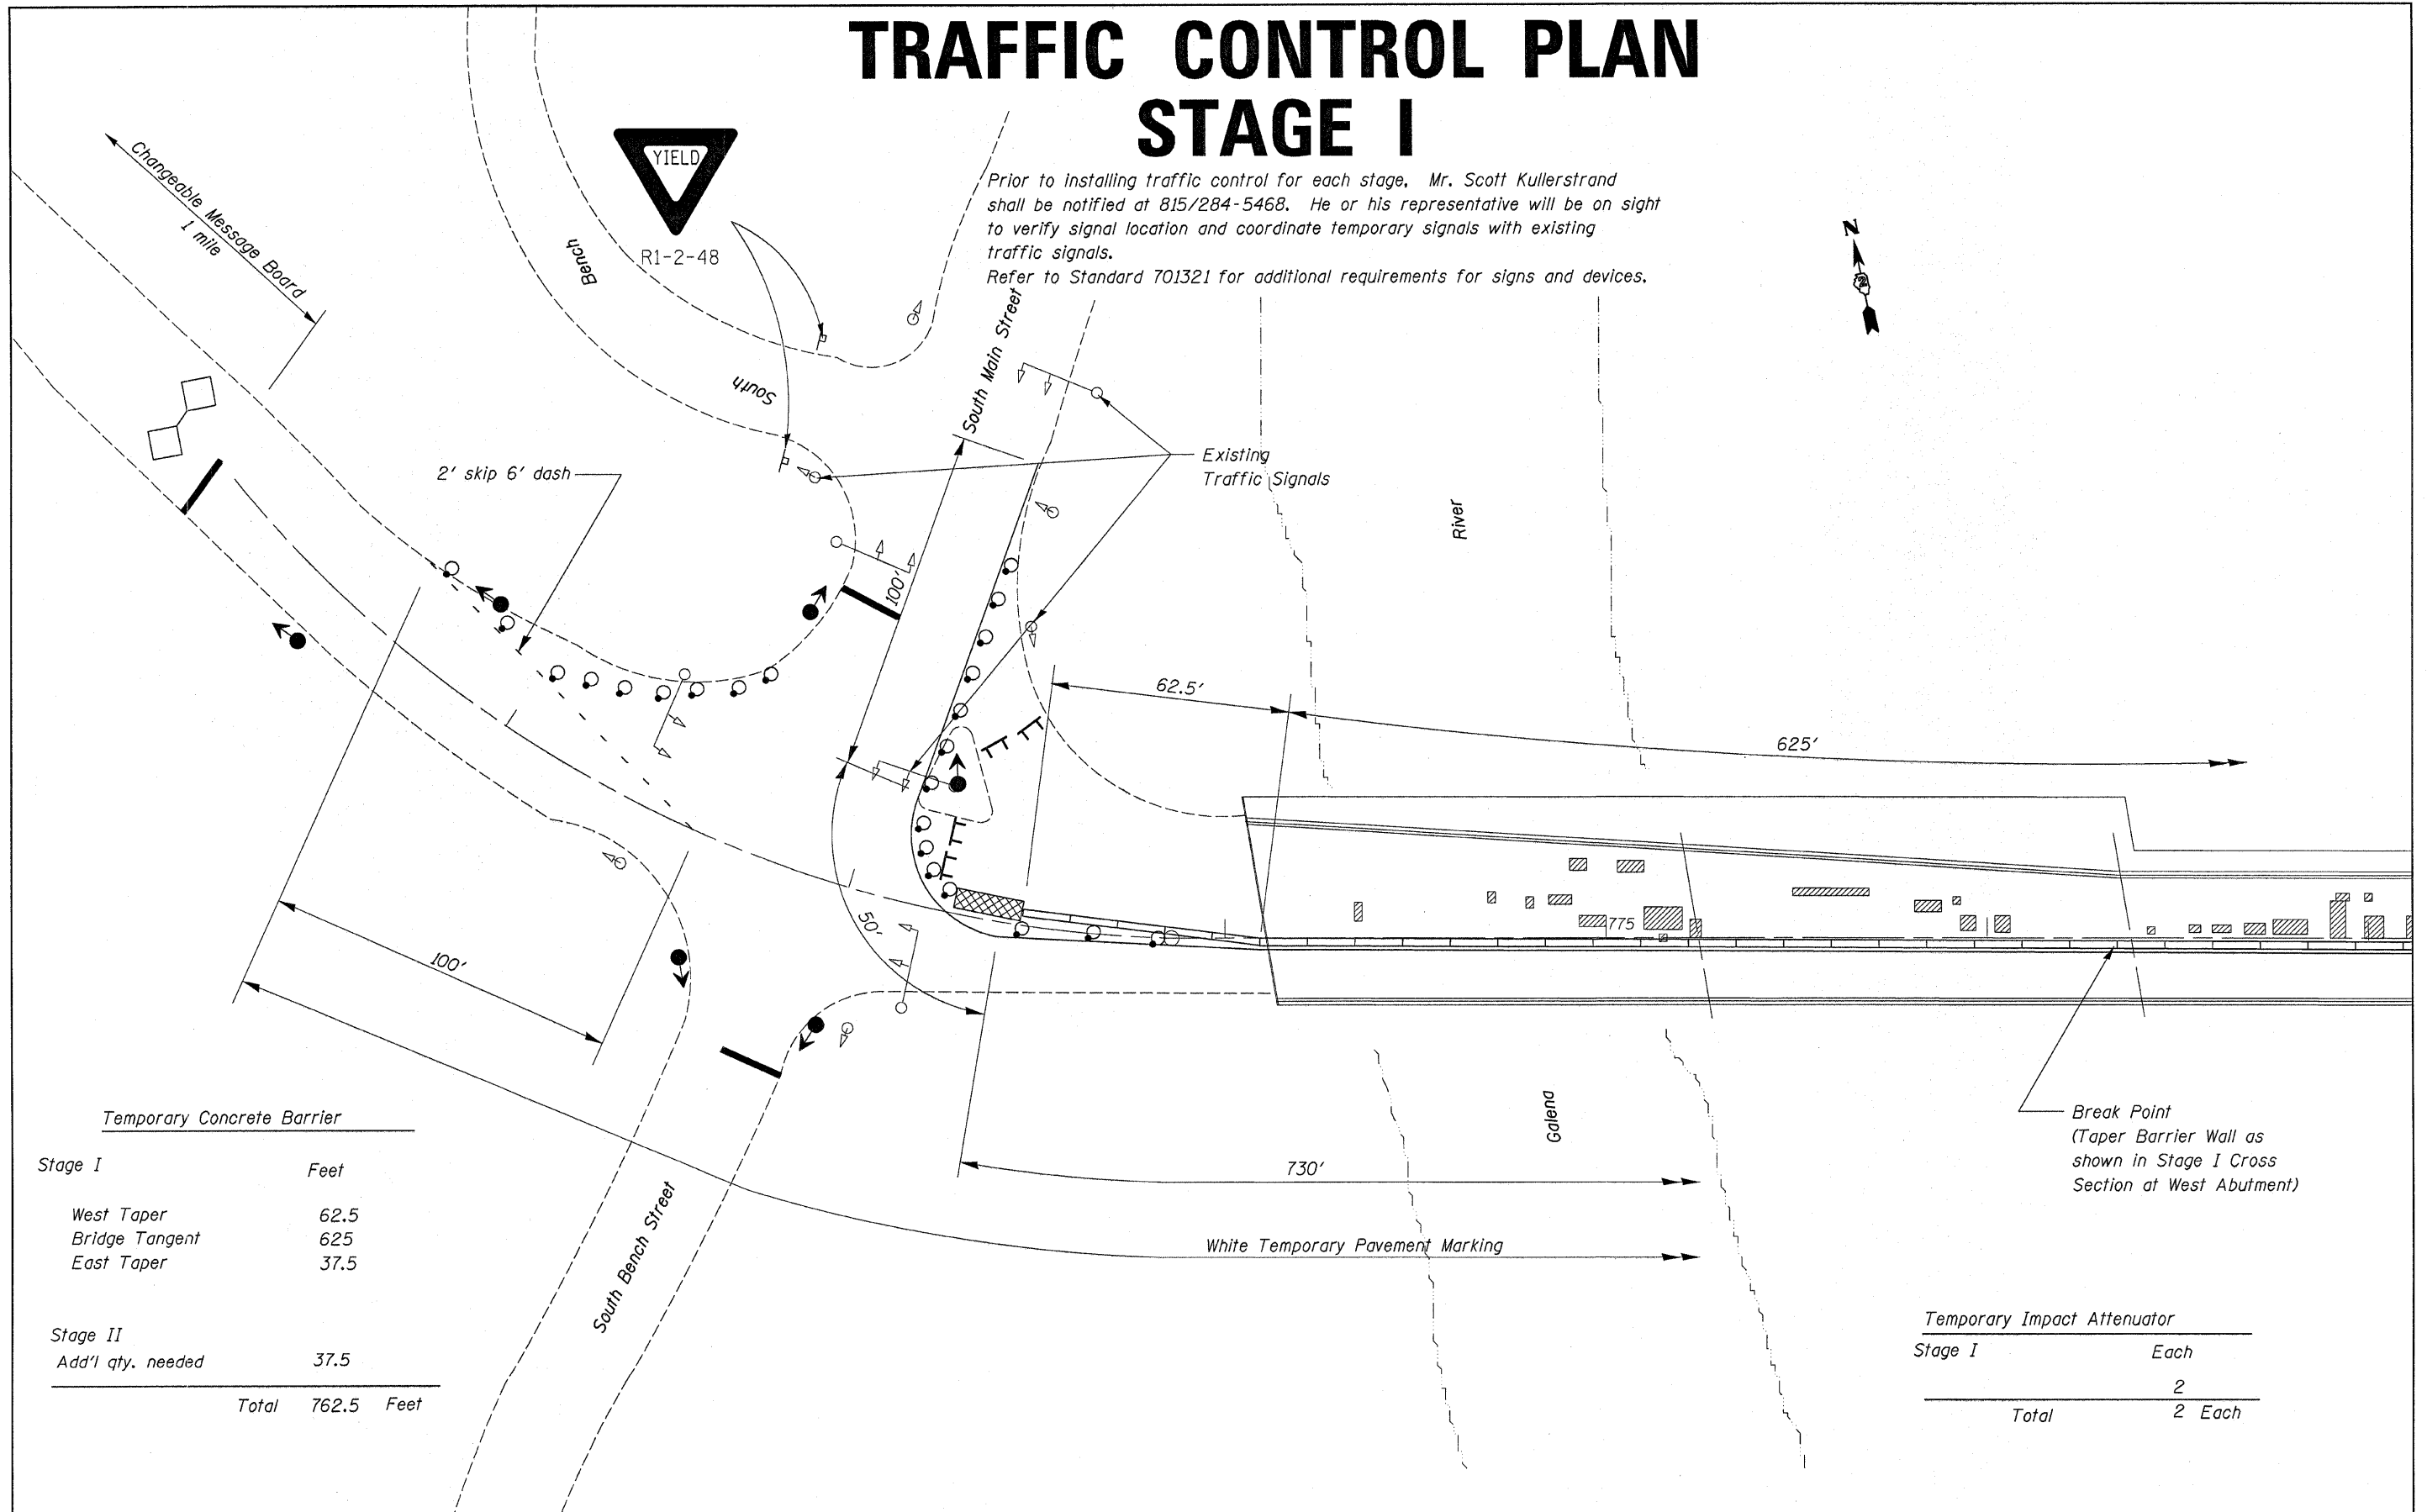 TRAFFIC CONTROL PLAN
STAGE I
Prior to installing traffic control for each stage, Mr. Scott Kullerstrand
shall be notified at 815/284-5468. He or his representative will be on sight
to verify signal location and coordinate temporary signals with existing
traffic signals.
Refer to Standard 701321 for additional requirements for signs and devices.
Changeable Message Board
1 mile
YIELD
R1-2-48
Bench
South
South Main Street
N
2' skip 6' dash
Existing
Traffic Signals
River
100'
62.5'
625'
775
50'
100'
Break Point
(Taper Barrier Wall as
shown in Stage I Cross
Section at West Abutment)
Galena
730'
White Temporary Pavement Marking
South Bench Street
Temporary Concrete Barrier
Stage I Feet
West Taper 62.5
Bridge Tangent 625
East Taper 37.5
Stage II
Add'l qty. needed 37.5
Total 762.5 Feet
Temporary Impact Attenuator
Stage I Each
2
Total 2 Each